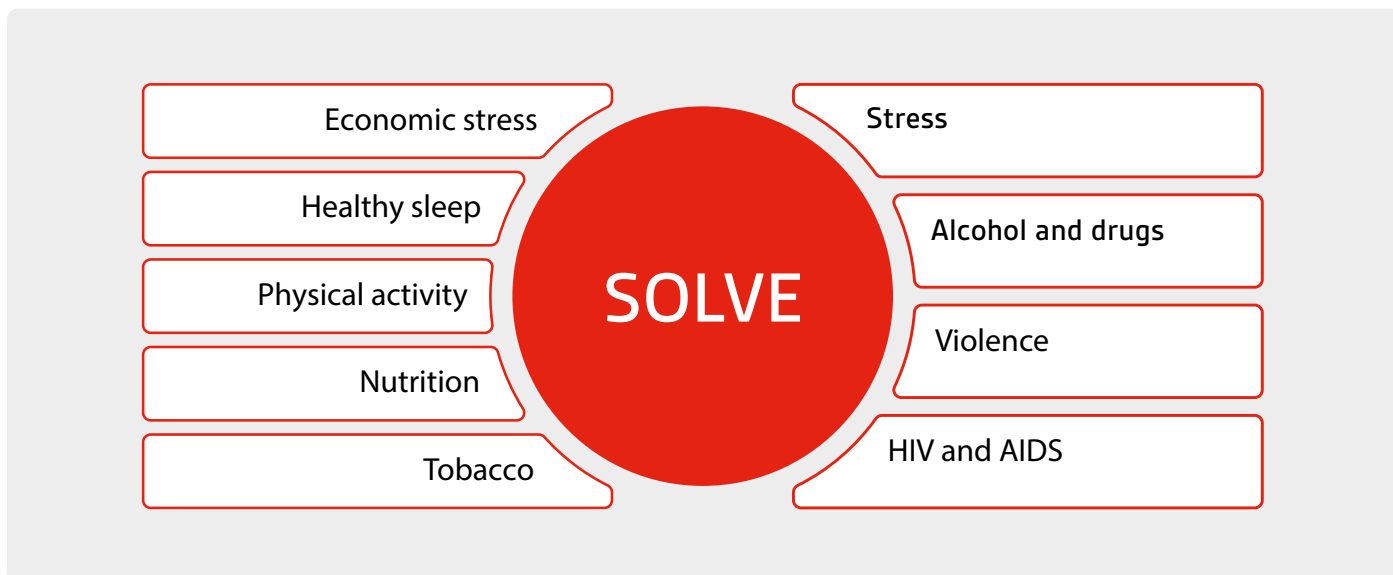 Economic stress
Healthy sleep
Physical activity
Nutrition
Tobacco
SOLVE
Stress
Alcohol and drugs
Violence
HIV and AIDS